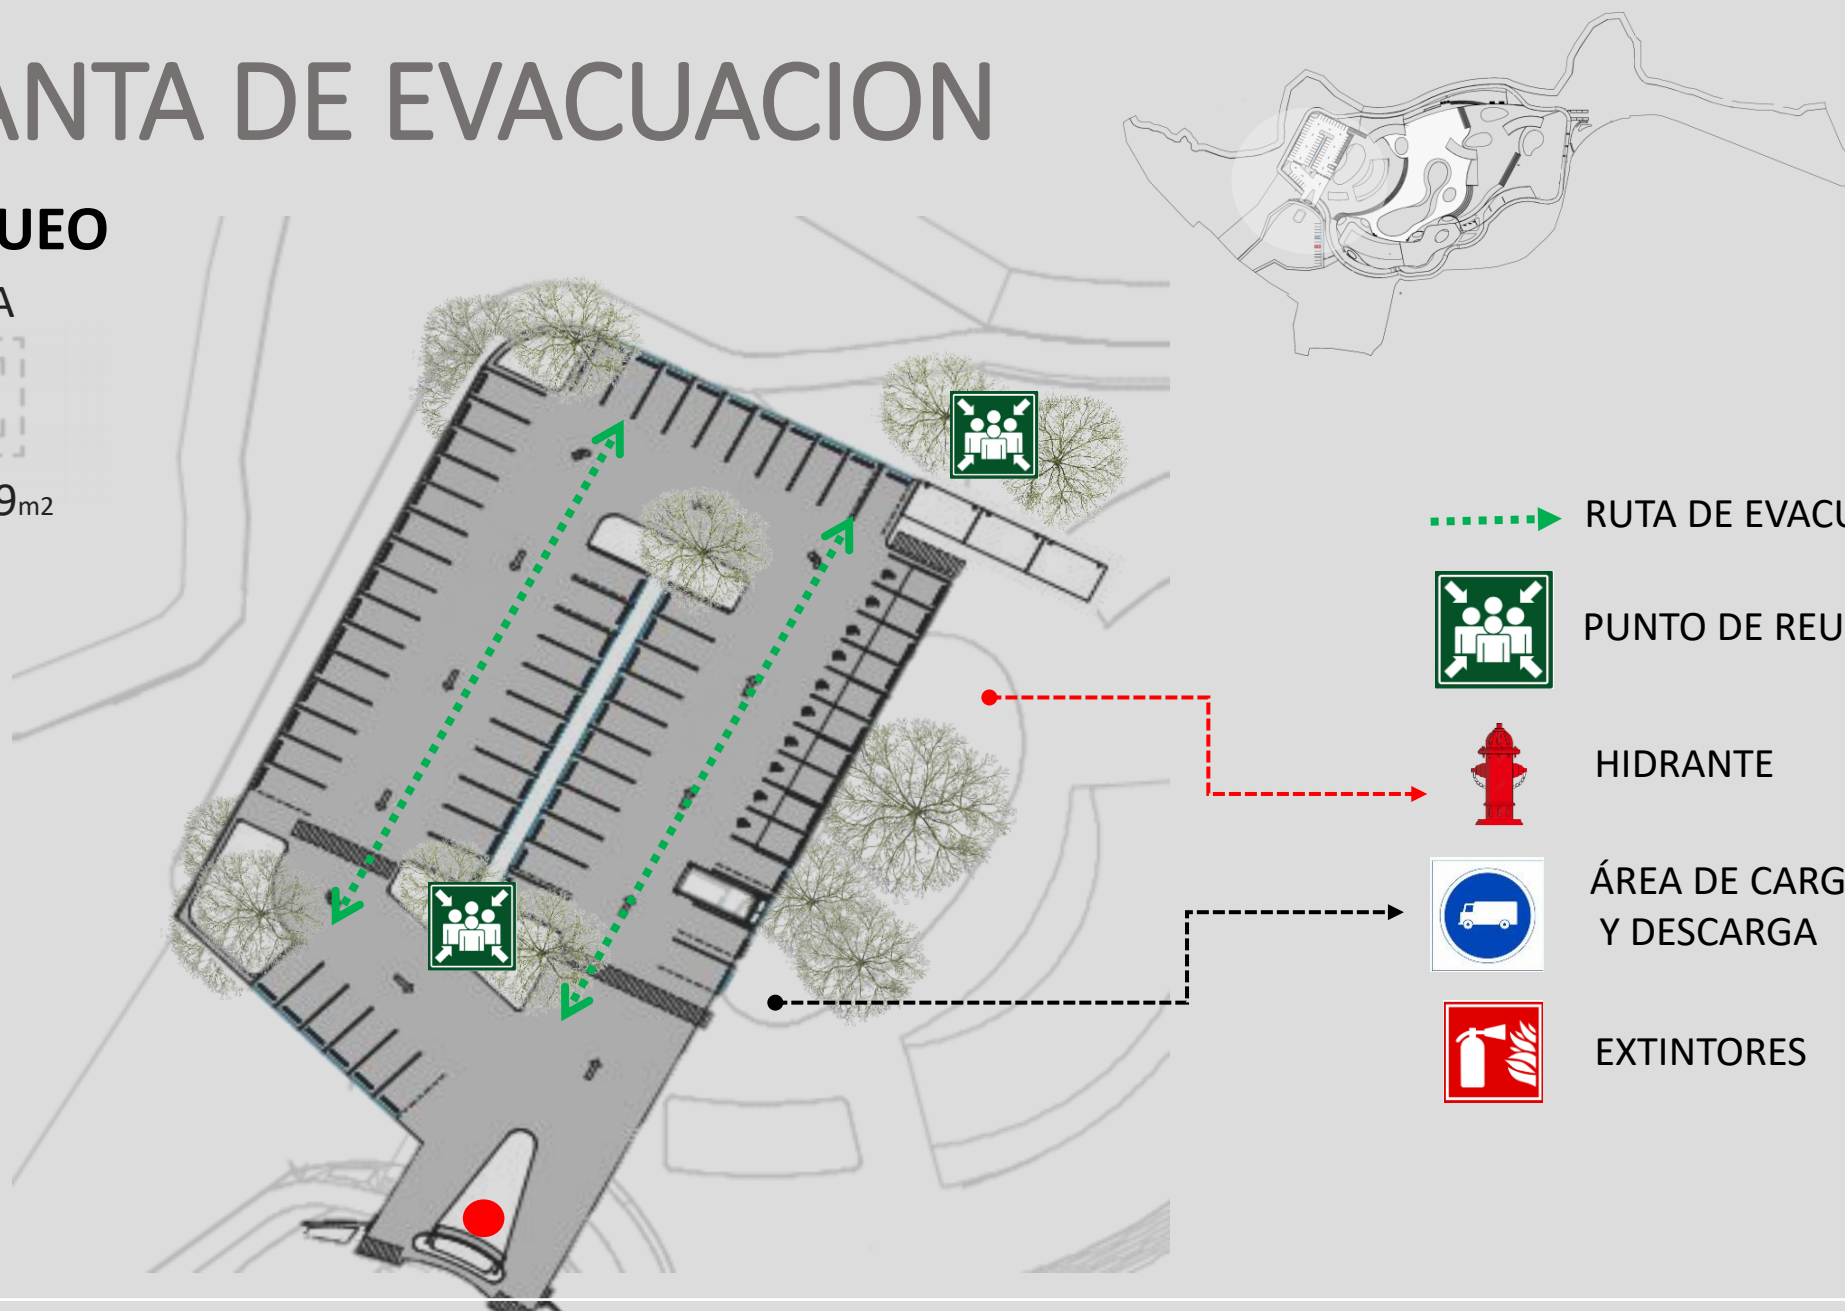 ANTA DE EVACUACION
UEO
A
9m2
RUTA DE EVACU
PUNTO DE REU
HIDRANTE
ÁREA DE CARG
Y DESCARGA
EXTINTORES